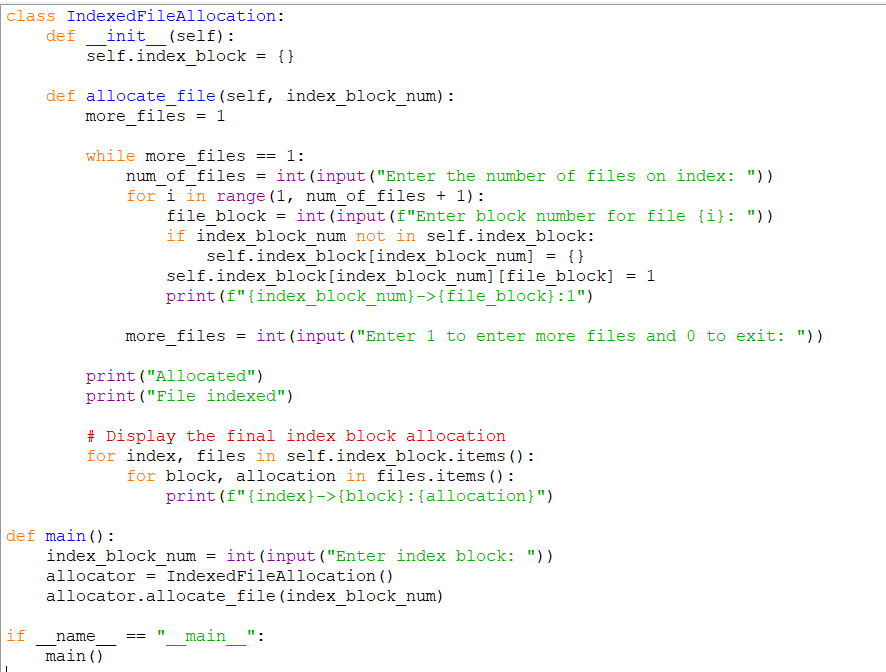 class IndexedFileAllocation:
    def __init__(self):
        self.index_block = {}

    def allocate_file(self, index_block_num):
        more_files = 1

        while more_files == 1:
            num_of_files = int(input("Enter the number of files on index: "))
            for i in range(1, num_of_files + 1):
                file_block = int(input(f"Enter block number for file {i}: "))
                if index_block_num not in self.index_block:
                    self.index_block[index_block_num] = {}
                self.index_block[index_block_num][file_block] = 1
                print(f"{index_block_num}->{file_block}:1")

            more_files = int(input("Enter 1 to enter more files and 0 to exit: "))

        print("Allocated")
        print("File indexed")

        # Display the final index block allocation
        for index, files in self.index_block.items():
            for block, allocation in files.items():
                print(f"{index}->{block}:{allocation}")

def main():
    index_block_num = int(input("Enter index block: "))
    allocator = IndexedFileAllocation()
    allocator.allocate_file(index_block_num)

if __name__ == "__main__":
    main()